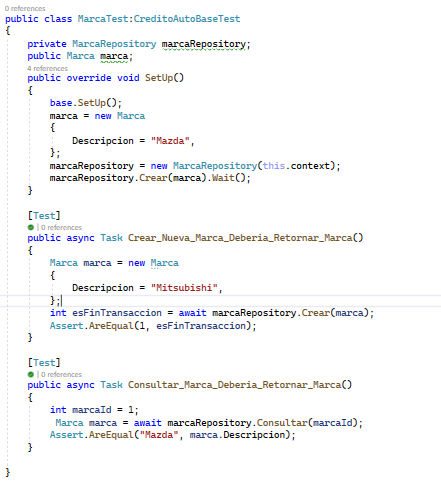 0 references
public class MarcaTest:CreditoAutoBaseTest
{
private MarcaRepository marcaRepository;
public Marca marca;
4 references
public override void SetUp()
{
base.SetUp();
marca = new Marca
{
Descripcion = "Mazda",
};
marcaRepository = new MarcaRepository(this.context);
marcaRepository.Crear(marca).Wait();
}
[Test]
| 0 references
public async Task Crear_Nueva_Marca_Deberia_Retornar_Marca()
{
Marca marca = new Marca
{
Descripcion = "Mitsubishi",
};
int esFinTransaccion = await marcaRepository.Crear(marca);
Assert.AreEqual(1, esFinTransaccion);
}
[Test]
| 0 references
public async Task Consultar_Marca_Deberia_Retornar_Marca()
{
int marcaId = 1;
Marca marca = await marcaRepository.Consultar(marcaId);
Assert.AreEqual("Mazda", marca.Descripcion);
}
}